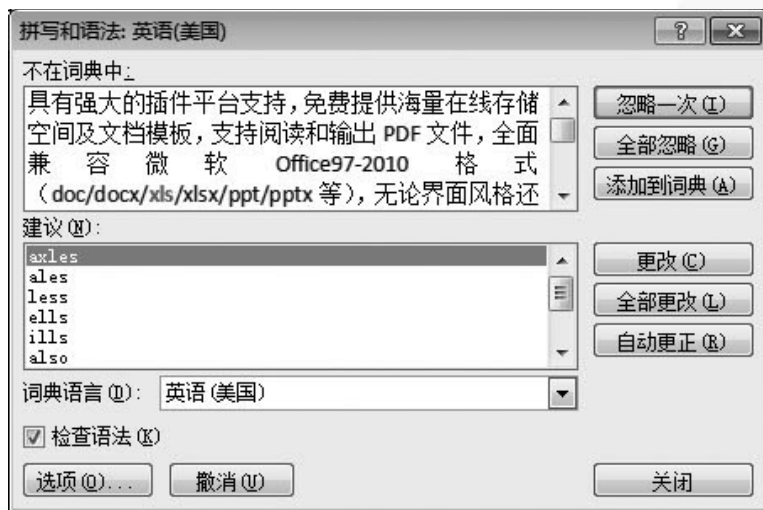 拼写和语法: 英语(美国)
不在词典中:
具有强大的插件平台支持，免费提供海量在线存储
空间及文档模板，支持阅读和输出 PDF 文件，全面
兼容微软 Office97-2010 格式
（doc/docx/xls/xlsx/ppt/pptx 等），无论界面风格还
忽略一次(I)
全部忽略(G)
添加到词典(A)
建议(N):
axles
ales
less
ells
ills
also
更改(C)
全部更改(L)
自动更正(R)
词典语言(D): 英语(美国)
检查语法(K)
选项(O)... 撤消(U) 关闭